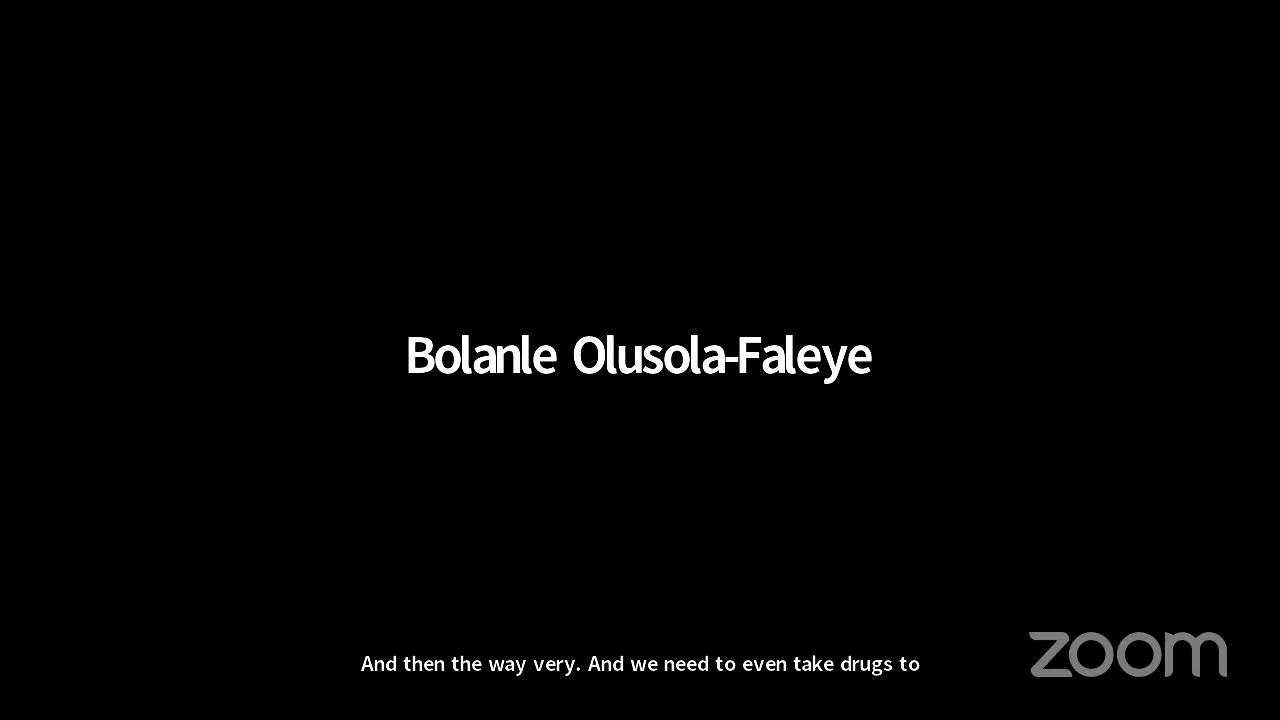 Bolanle Olusola-Faleye
And then the way very. And we need to even take drugs to
zoom